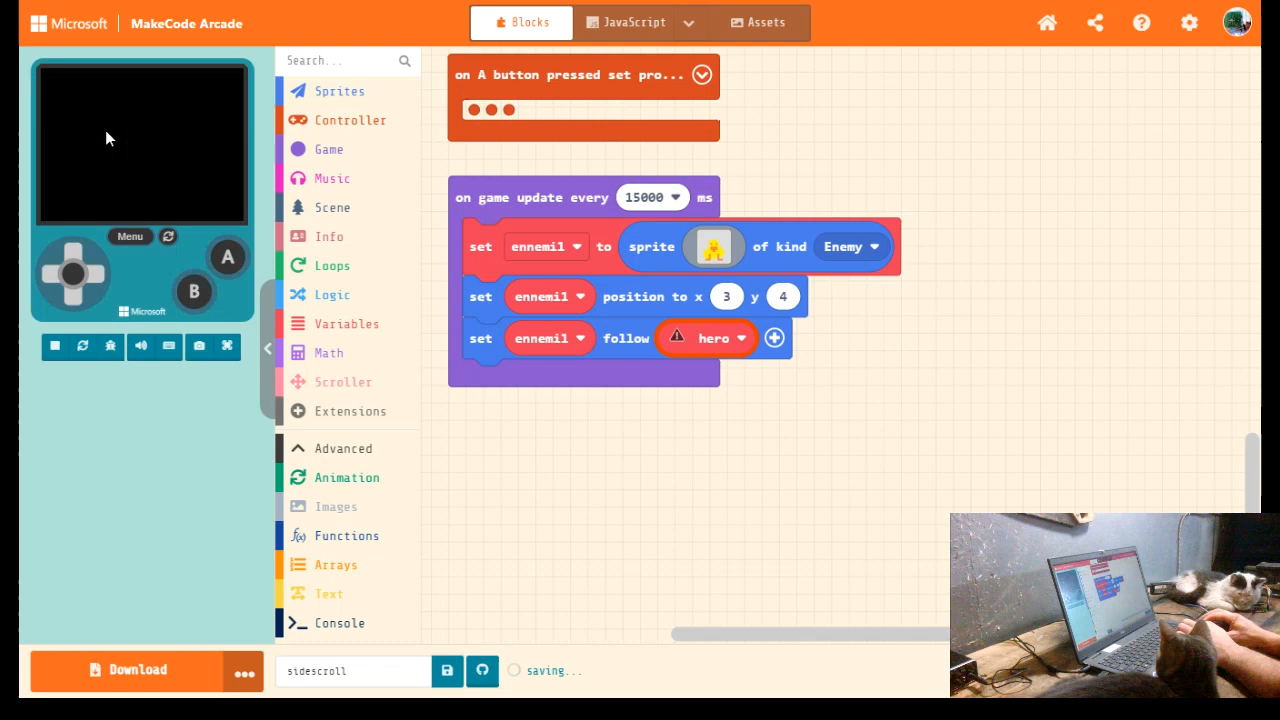 Microsoft
MakeCode Arcade
Blocks
JavaScript
Assets
Search...
Sprites
Controller
Game
Music
Scene
Info
Loops
Logic
Variables
Math
Scroller
Extensions
Advanced
Animation
Images
Functions
Arrays
Text
Console
Menu
A
B
Microsoft
on A button pressed set pro...
on game update every 15000 ms
set ennemi1 to sprite of kind Enemy
set ennemi1 position to x 3 y 4
set ennemi1 follow hero
Download
sidescroll
saving...